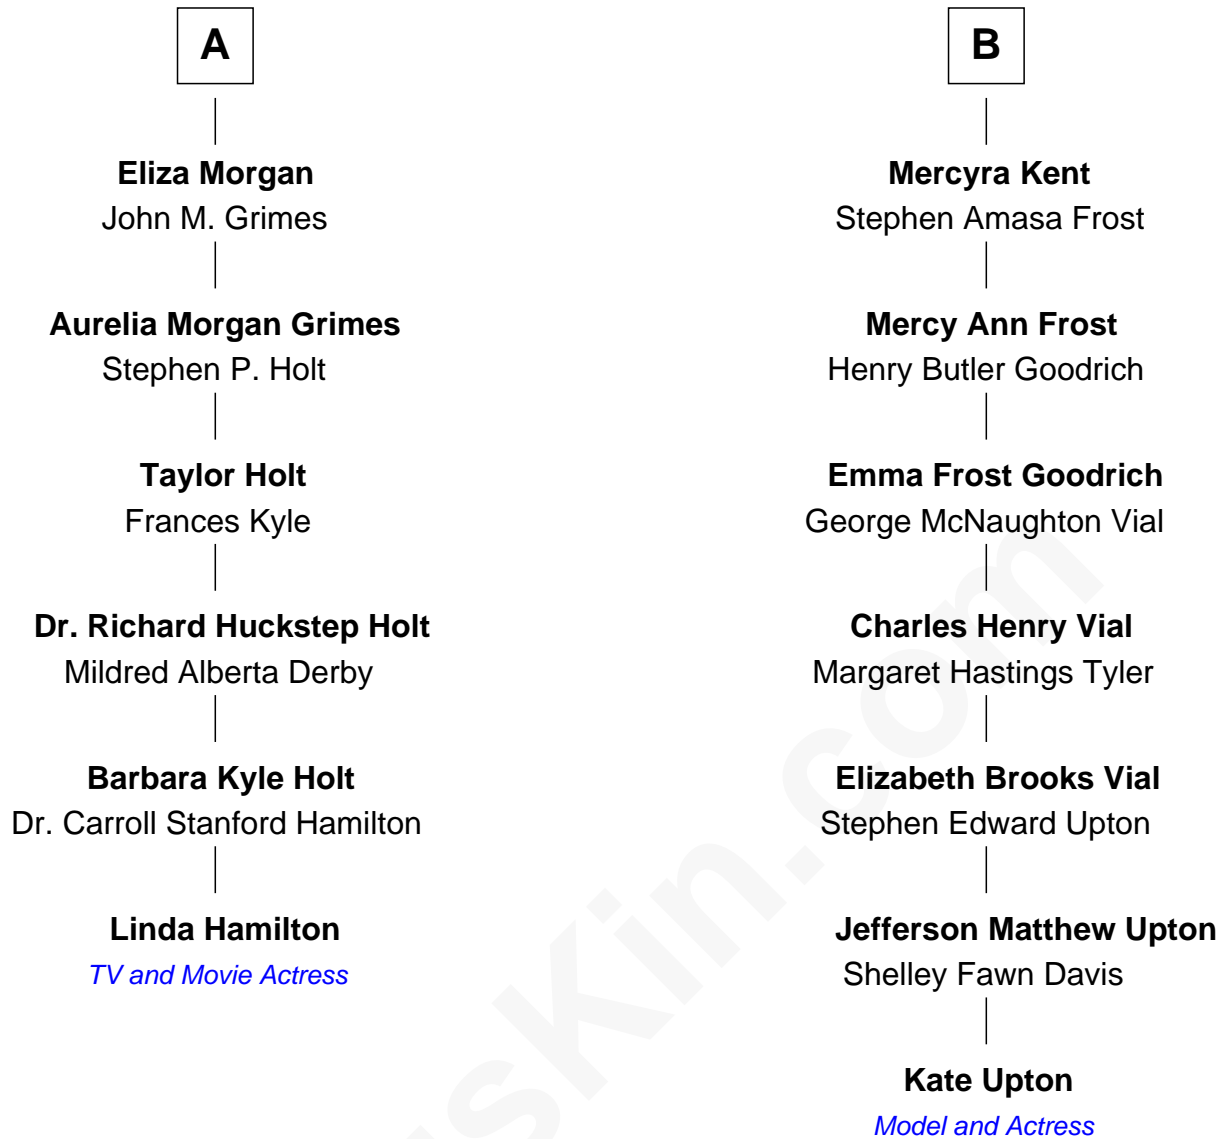 A
Eliza Morgan
John M. Grimes
Aurelia Morgan Grimes
Stephen P. Holt
Taylor Holt
Frances Kyle
Dr. Richard Huckstep Holt
Mildred Alberta Derby
Barbara Kyle Holt
Dr. Carroll Stanford Hamilton
Linda Hamilton
TV and Movie Actress
B
Mercyra Kent
Stephen Amasa Frost
Mercy Ann Frost
Henry Butler Goodrich
Emma Frost Goodrich
George McNaughton Vial
Charles Henry Vial
Margaret Hastings Tyler
Elizabeth Brooks Vial
Stephen Edward Upton
Jefferson Matthew Upton
Shelley Fawn Davis
Kate Upton
Model and Actress
sKin.com